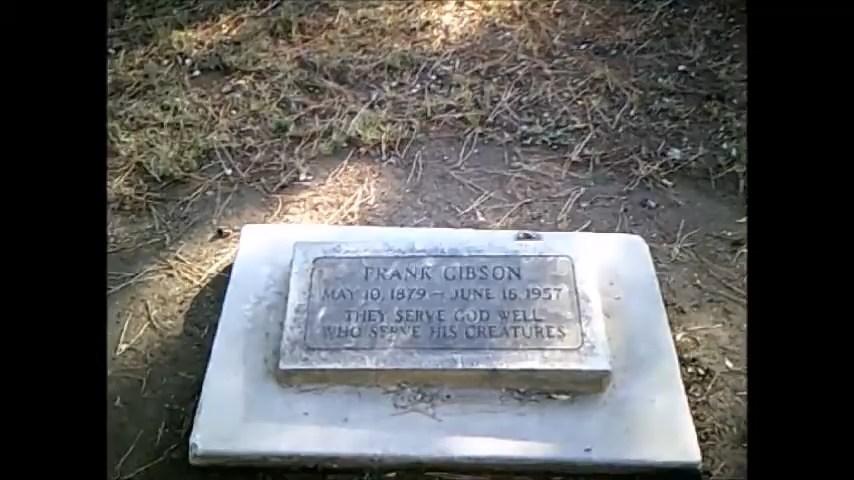 FRANK GIBSON
MAY 10, 1879 - JUNE 16, 1957
THEY SERVE GOD WELL
WHO SERVE HIS CREATURES